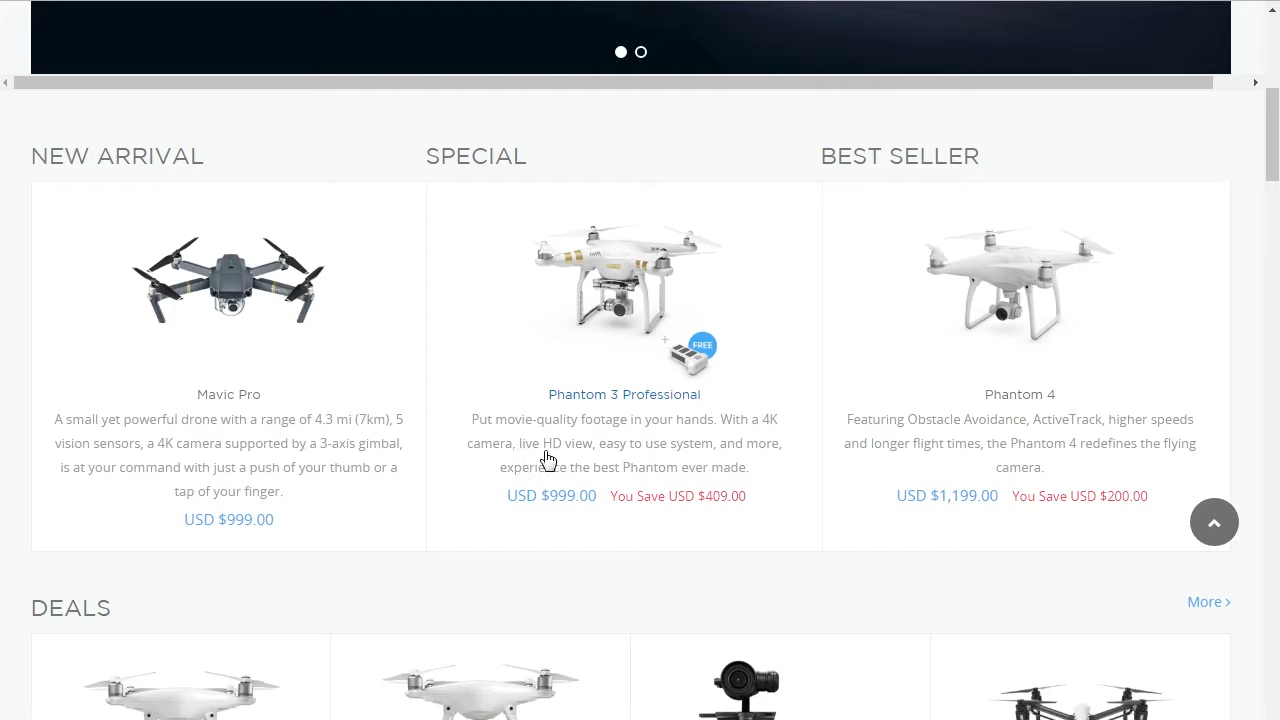 NEW ARRIVAL
SPECIAL
BEST SELLER
FREE
Mavic Pro
A small yet powerful drone with a range of 4.3 mi (7km), 5
vision sensors, a 4K camera supported by a 3-axis gimbal,
is at your command with just a push of your thumb or a
tap of your finger.
USD $999.00
Phantom 3 Professional
Put movie-quality footage in your hands. With a 4K
camera, live HD view, easy to use system, and more,
experience the best Phantom ever made.
USD $999.00 You Save USD $409.00
Phantom 4
Featuring Obstacle Avoidance, ActiveTrack, higher speeds
and longer flight times, the Phantom 4 redefines the flying
camera.
USD $1,199.00 You Save USD $200.00
DEALS
More ›